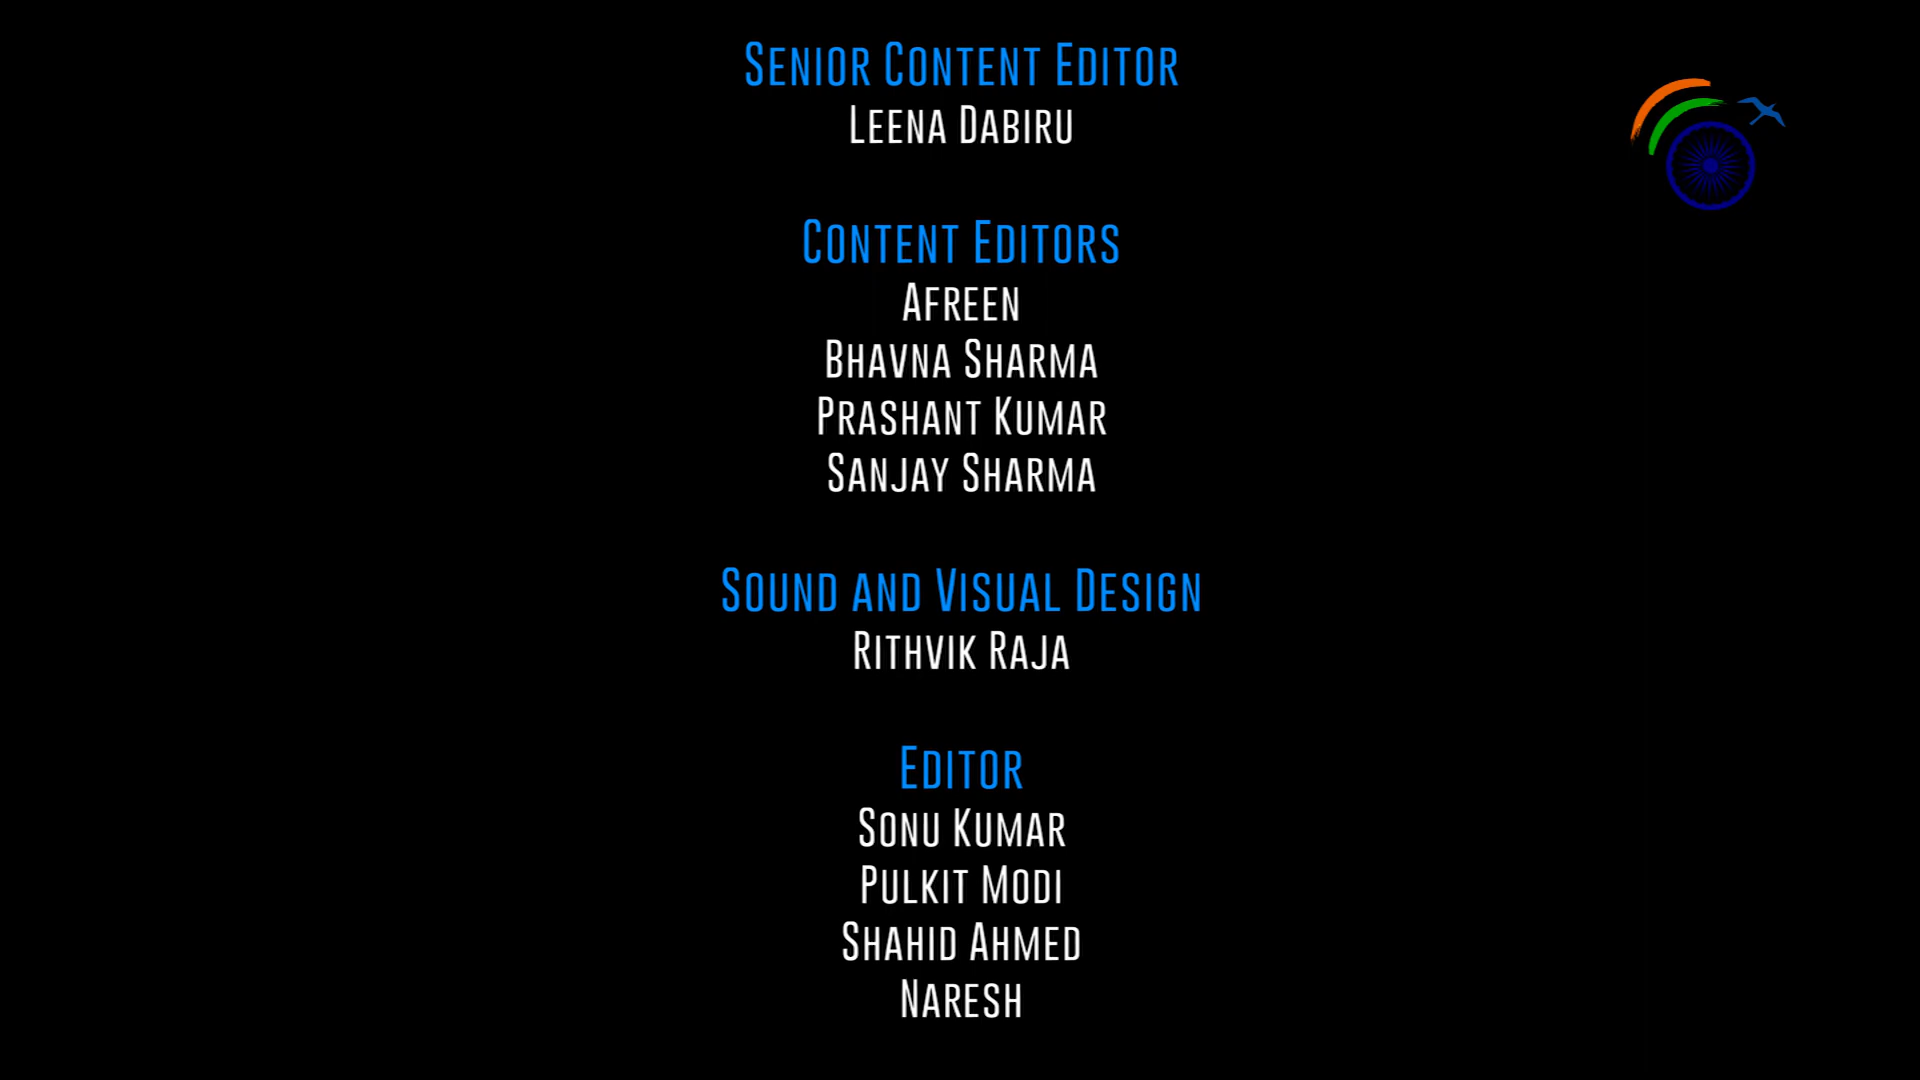 Senior Content Editor
Leena Dabiru
Content Editors
Afreen
Bhavna Sharma
Prashant Kumar
Sanjay Sharma
Sound and Visual Design
Rithvik Raja
Editor
Sonu Kumar
Pulkit Modi
Shahid Ahmed
Naresh